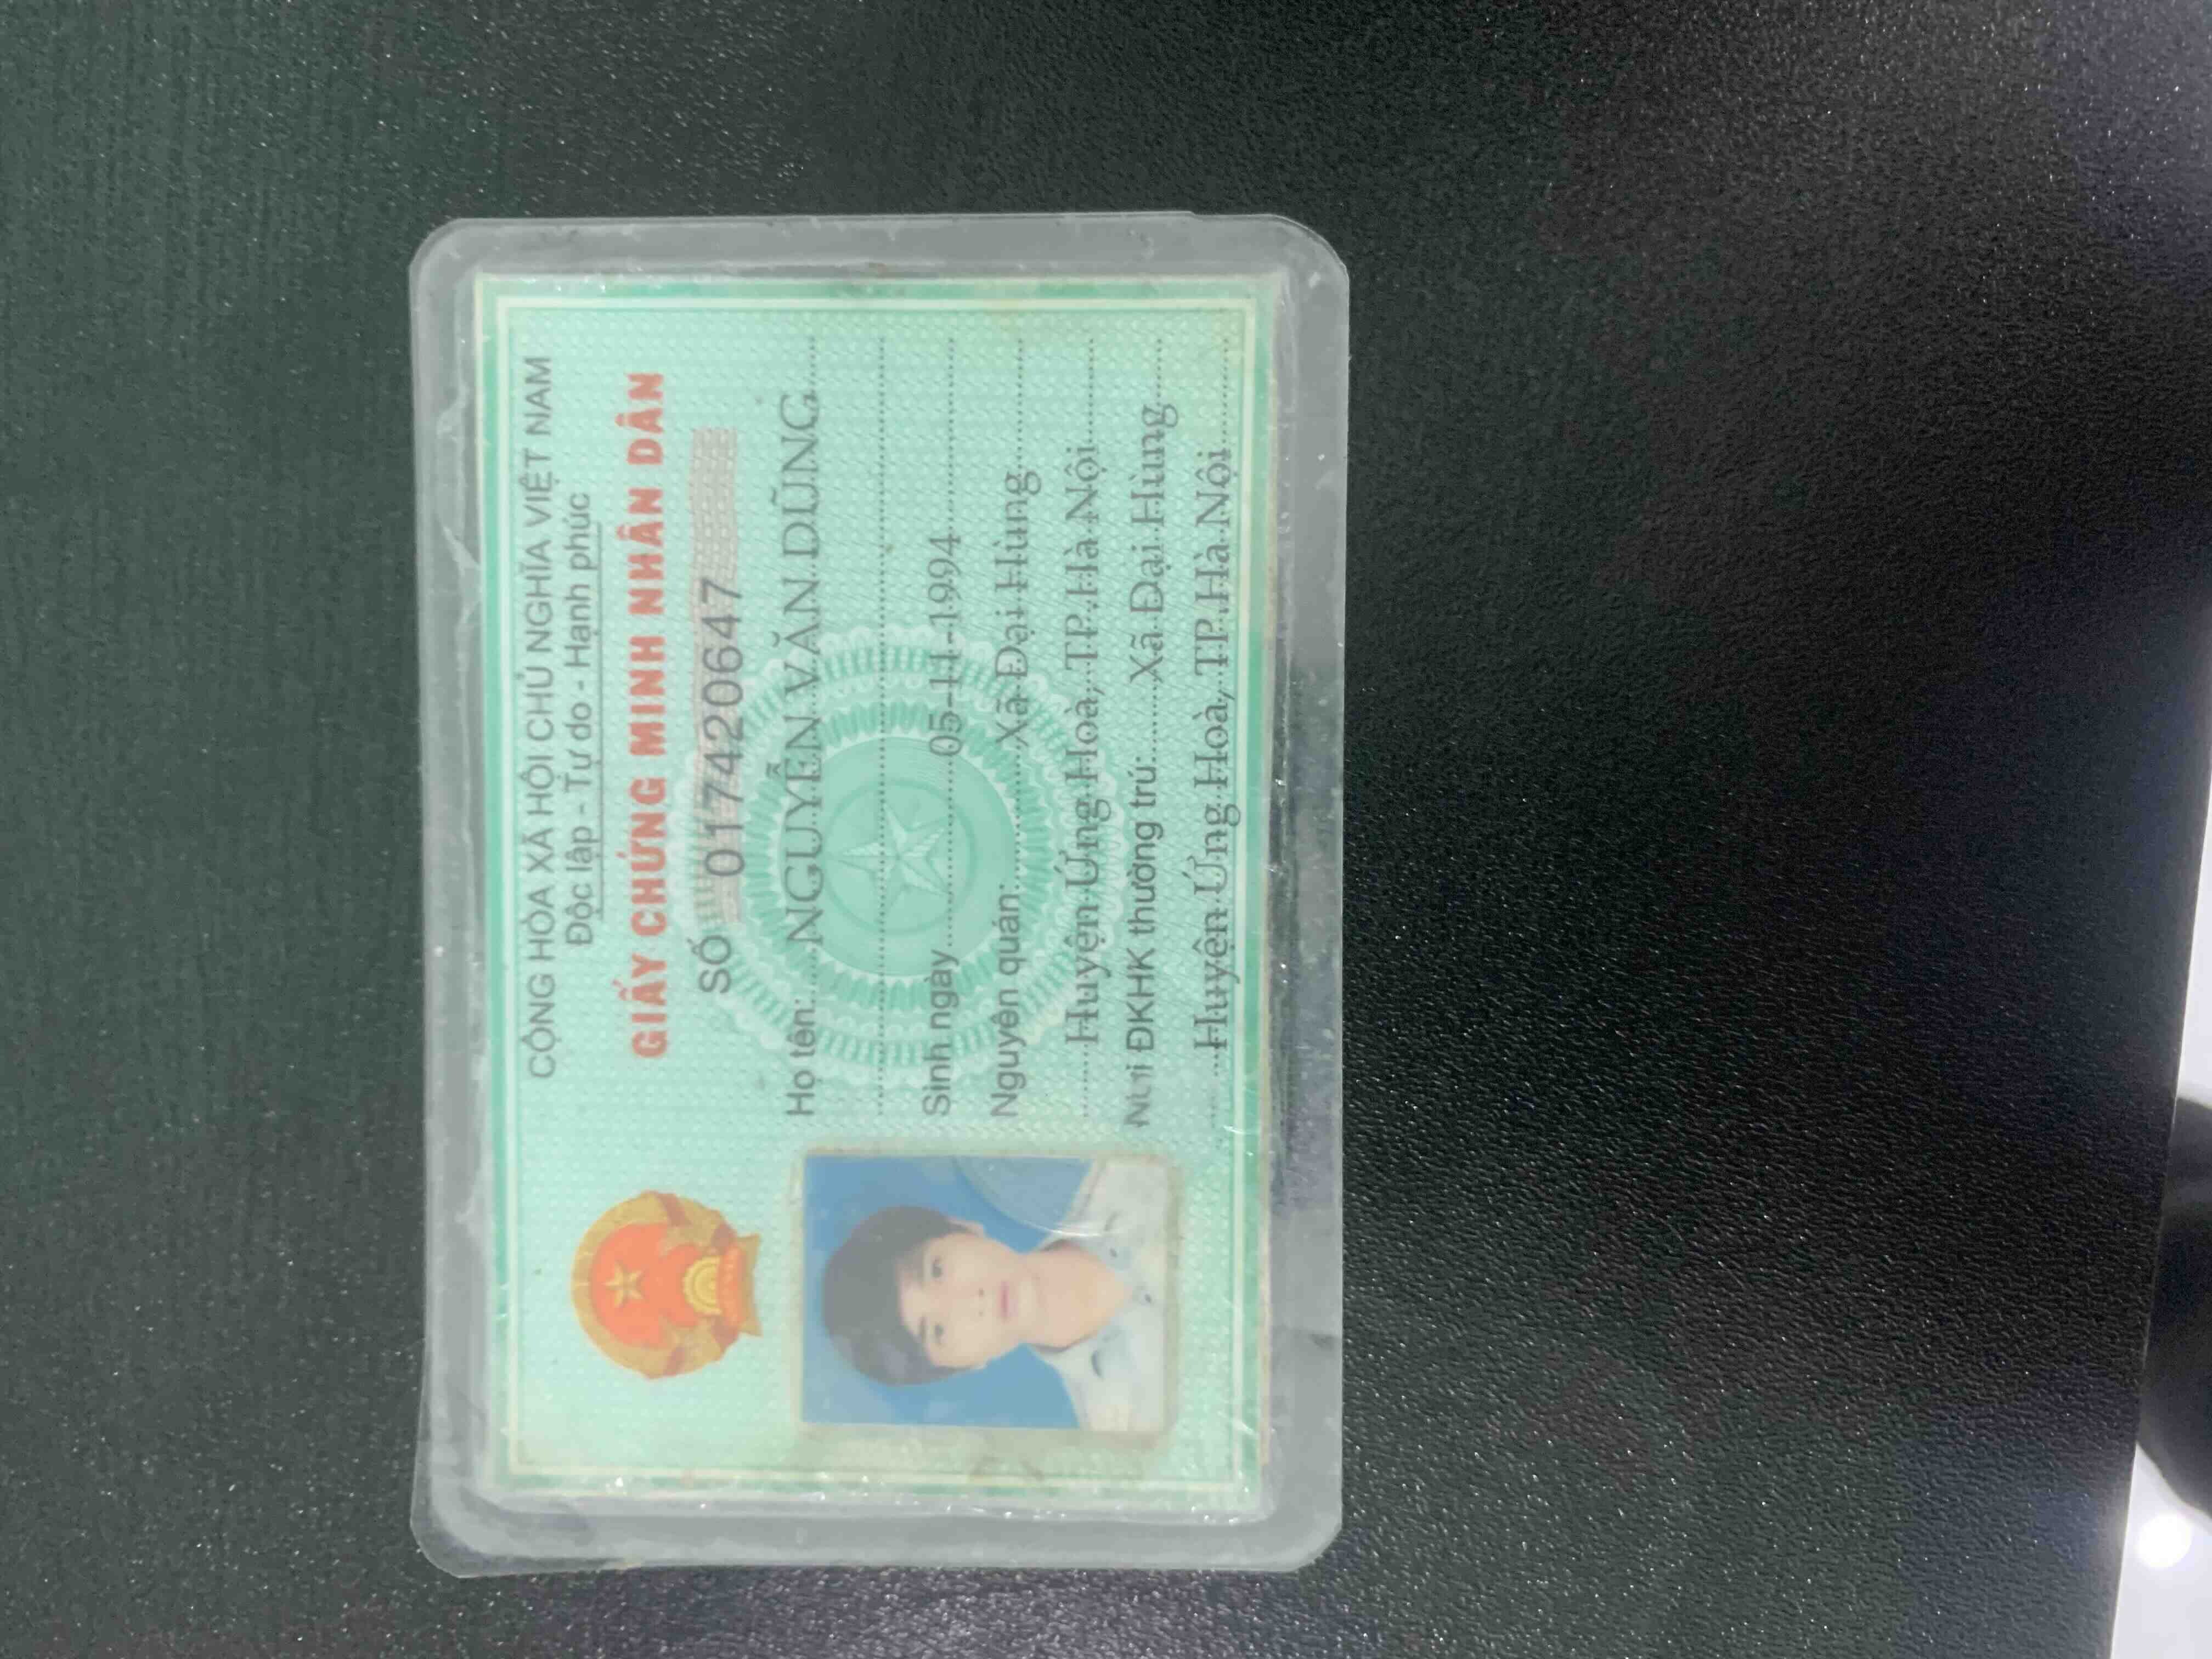 CỘNG HÒA XÃ HỘI CHỦ NGHĨA VIỆT NAM
Độc lập - Tự do - Hạnh phúc
GIẤY CHỨNG MINH NHÂN DÂN
SỐ 017420647
Họ tên: NGUYỄN VĂN DŨNG
Sinh ngày 05-11-1994
Nguyên quán: Xã Đại Hùng
Huyện Ứng Hoà, TP.Hà Nội
Nơi ĐKHK thường trú: Xã Đại Hùng
Huyện Ứng Hoà, TP.Hà Nội